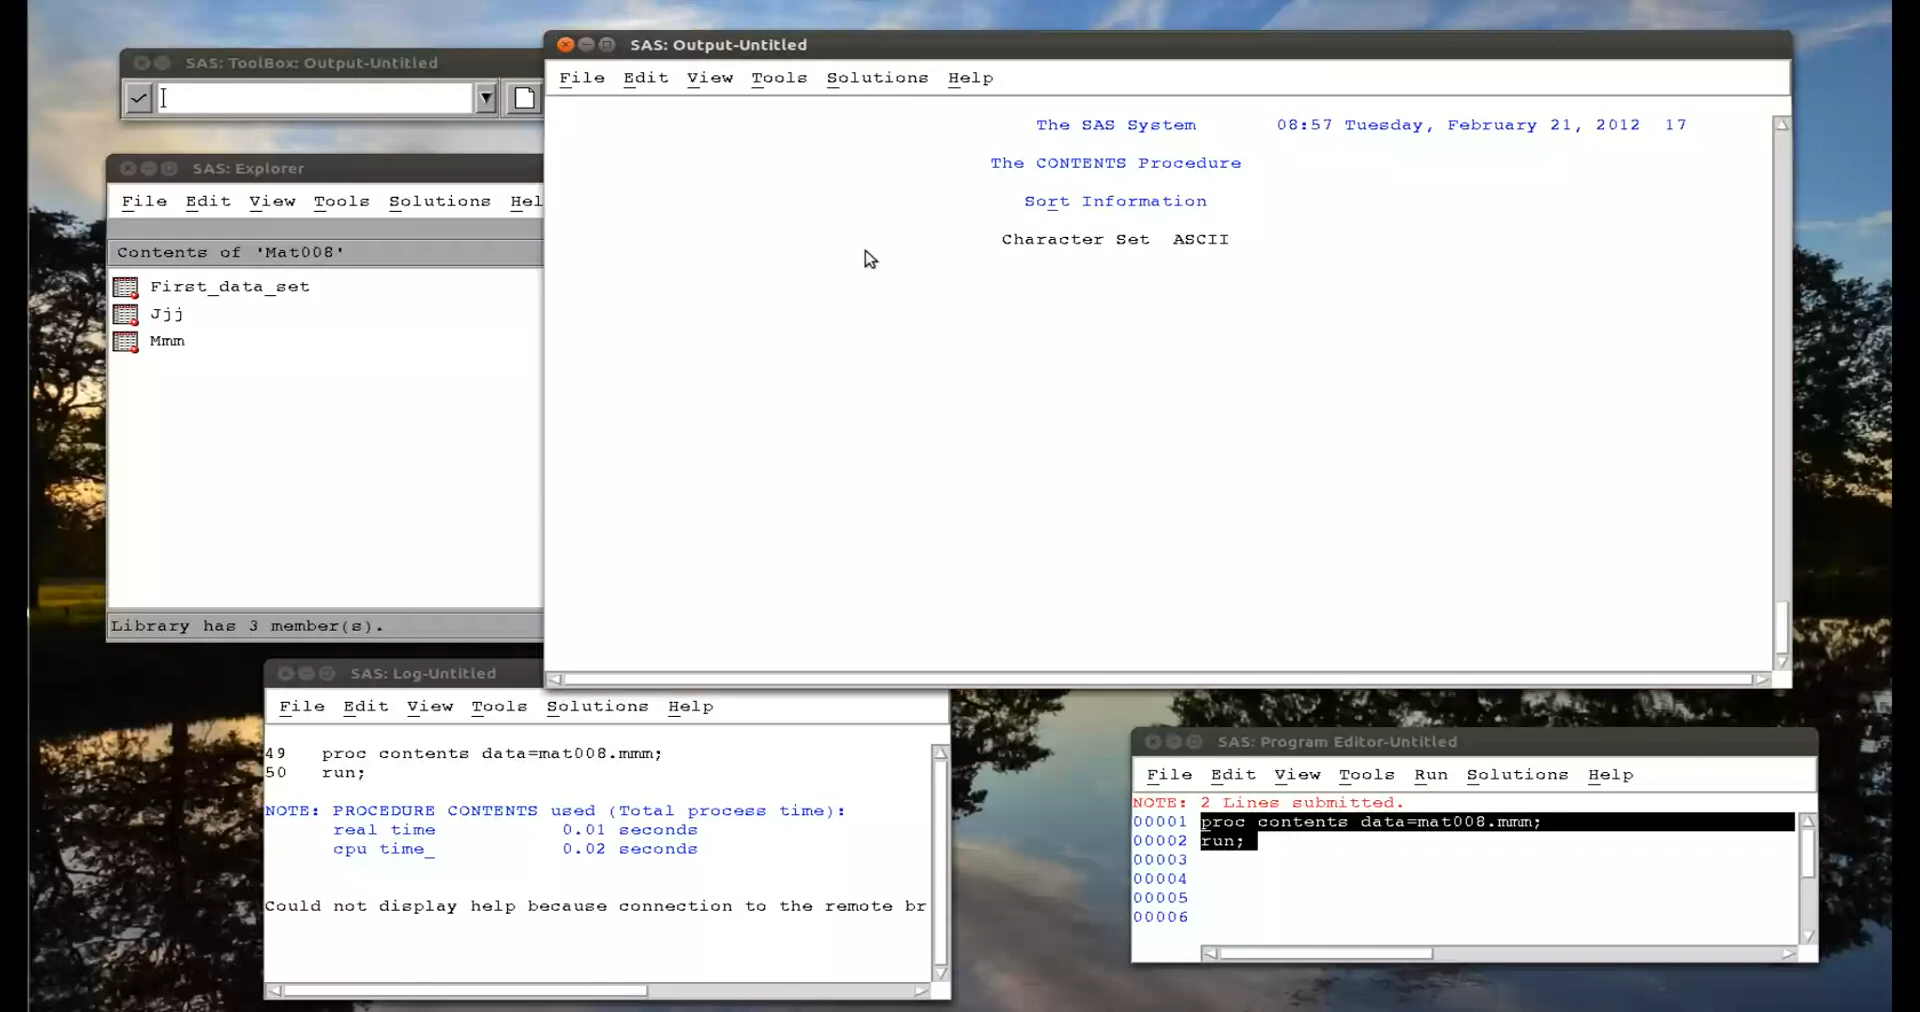 SAS: ToolBox: Output-Untitled
SAS: Output-Untitled
File Edit View Tools Solutions Help
The SAS System 08:57 Tuesday, February 21, 2012 17
The CONTENTS Procedure
Sort Information
Character Set ASCII
SAS: Explorer
File Edit View Tools Solutions Hel
Contents of 'Mat008'
First_data_set
Jjj
Mmm
Library has 3 member(s).
SAS: Log-Untitled
File Edit View Tools Solutions Help
49 proc contents data=mat008.mmm;
50 run;
NOTE: PROCEDURE CONTENTS used (Total process time):
real time 0.01 seconds
cpu time_ 0.02 seconds
Could not display help because connection to the remote br
SAS: Program Editor-Untitled
File Edit View Tools Run Solutions Help
NOTE: 2 Lines submitted.
00001 proc contents data=mat008.mmm;
00002 run;
00003
00004
00005
00006